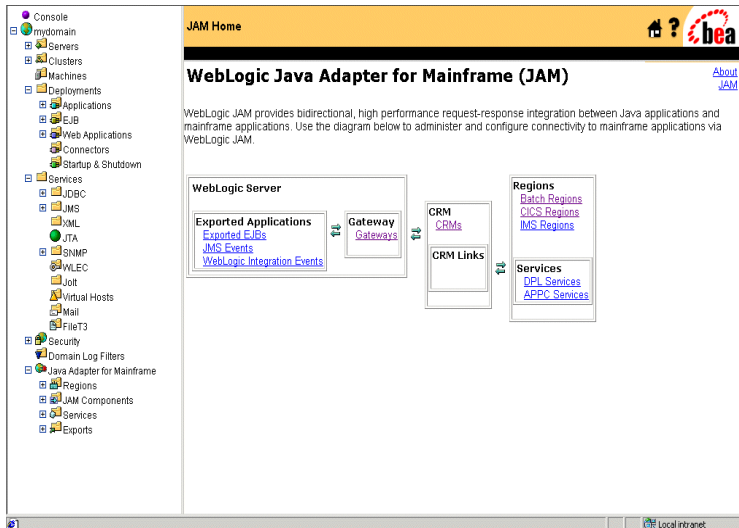 Console
mydomain
Servers
Clusters
Machines
Deployments
Applications
EJB
Web Applications
Connectors
Startup & Shutdown
Services
JDBC
JMS
XML
JTA
SNMP
WLEC
Jolt
Virtual Hosts
Mail
FileT3
Security
Domain Log Filters
Java Adapter for Mainframe
Regions
JAM Components
Services
Exports
JAM Home
?
bea
WebLogic Java Adapter for Mainframe (JAM)
About
JAM
WebLogic JAM provides bidirectional, high performance request-response integration between Java applications and
mainframe applications. Use the diagram below to administer and configure connectivity to mainframe applications via
WebLogic JAM.
WebLogic Server
Exported Applications
Exported EJBs
JMS Events
WebLogic Integration Events
Gateway
Gateways
CRM
CRMs
CRM Links
Regions
Batch Regions
CICS Regions
IMS Regions
Services
DPL Services
APPC Services
Local intranet